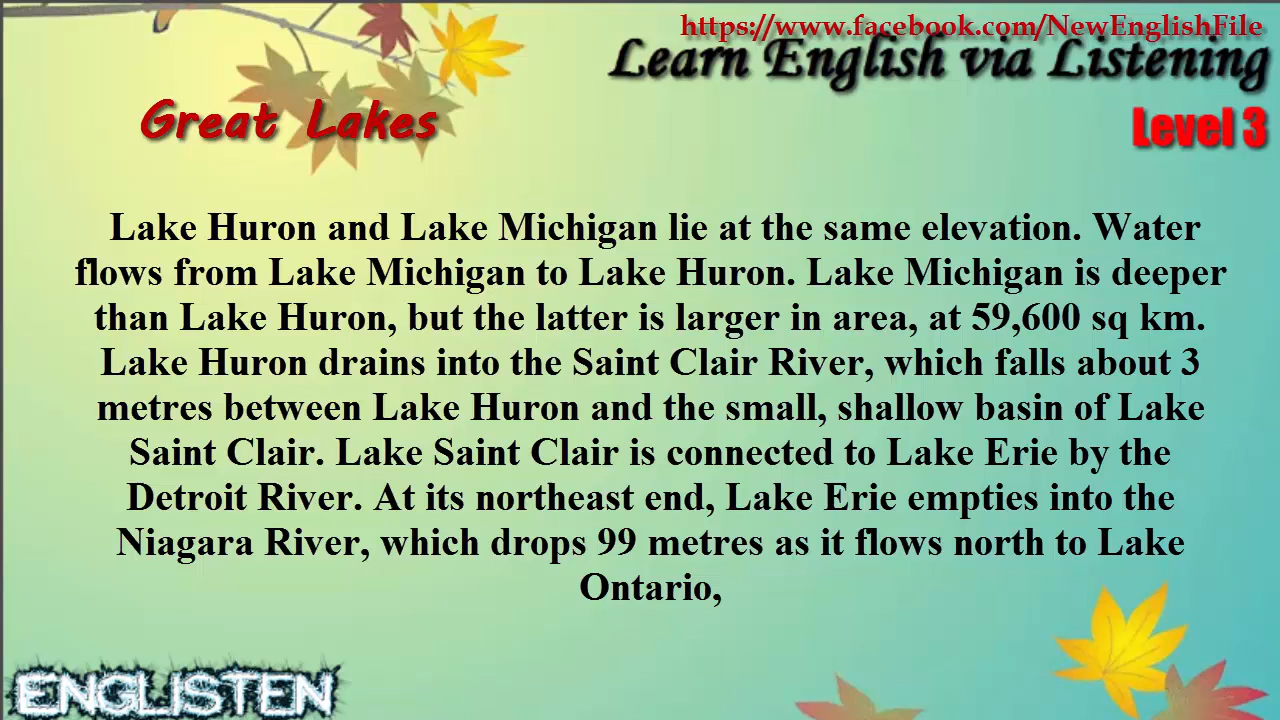 https://www.facebook.com/NewEnglishFile
Learn English via Listening
Great Lakes
Level 3
Lake Huron and Lake Michigan lie at the same elevation. Water
flows from Lake Michigan to Lake Huron. Lake Michigan is deeper
than Lake Huron, but the latter is larger in area, at 59,600 sq km.
Lake Huron drains into the Saint Clair River, which falls about 3
metres between Lake Huron and the small, shallow basin of Lake
Saint Clair. Lake Saint Clair is connected to Lake Erie by the
Detroit River. At its northeast end, Lake Erie empties into the
Niagara River, which drops 99 metres as it flows north to Lake
Ontario,
ENGLISTEN